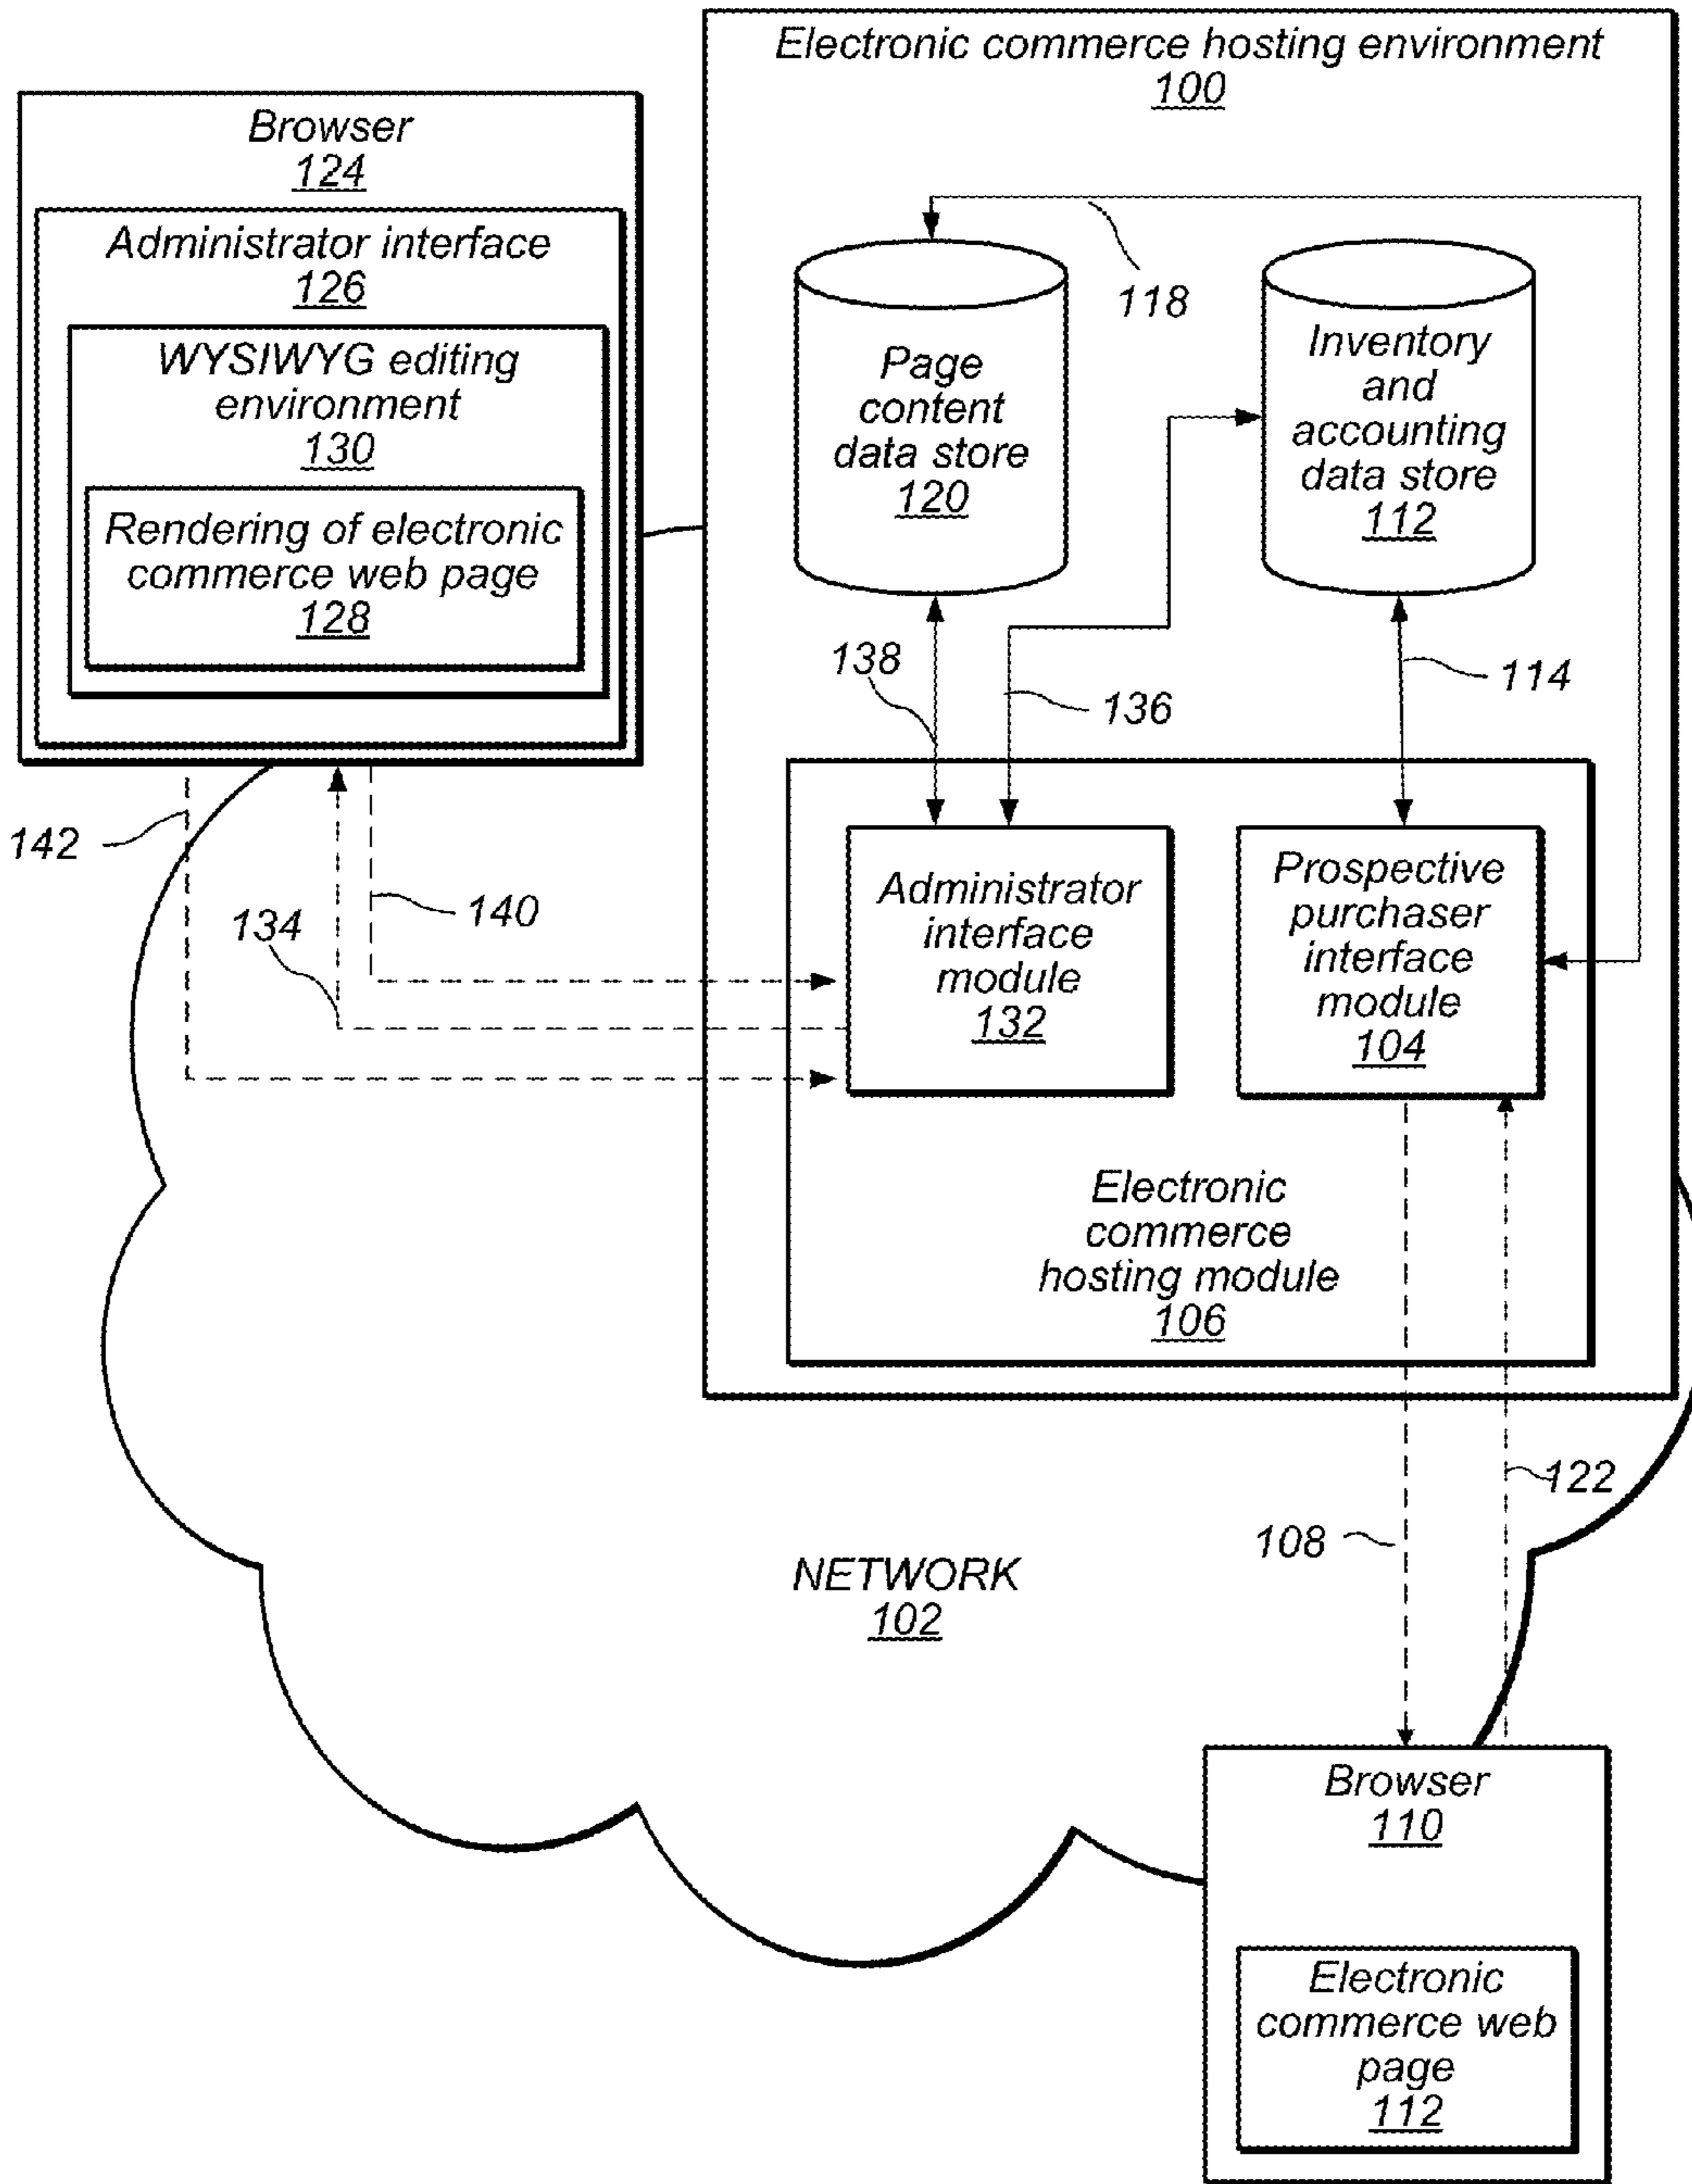 Electronic commerce hosting environment
100
Browser
124
Administrator interface
126
WYSIWYG editing
environment
130
Rendering of electronic
commerce web page
128
118
Page
content
data store
120
Inventory
and
accounting
data store
112
138
136
114
142
134
140
Administrator
interface
module
132
Prospective
purchaser
interface
module
104
Electronic
commerce
hosting module
106
108
122
NETWORK
102
Browser
110
Electronic
commerce web
page
112